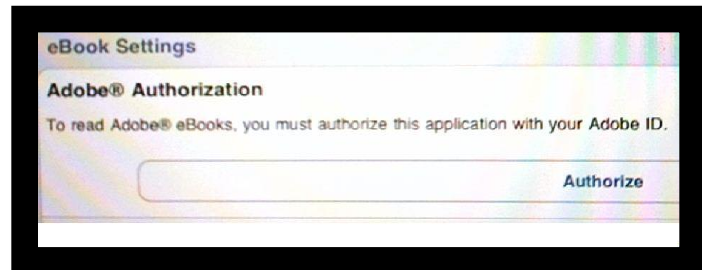 eBook Settings
Adobe® Authorization
To read Adobe® eBooks, you must authorize this application with your Adobe ID.
Authorize